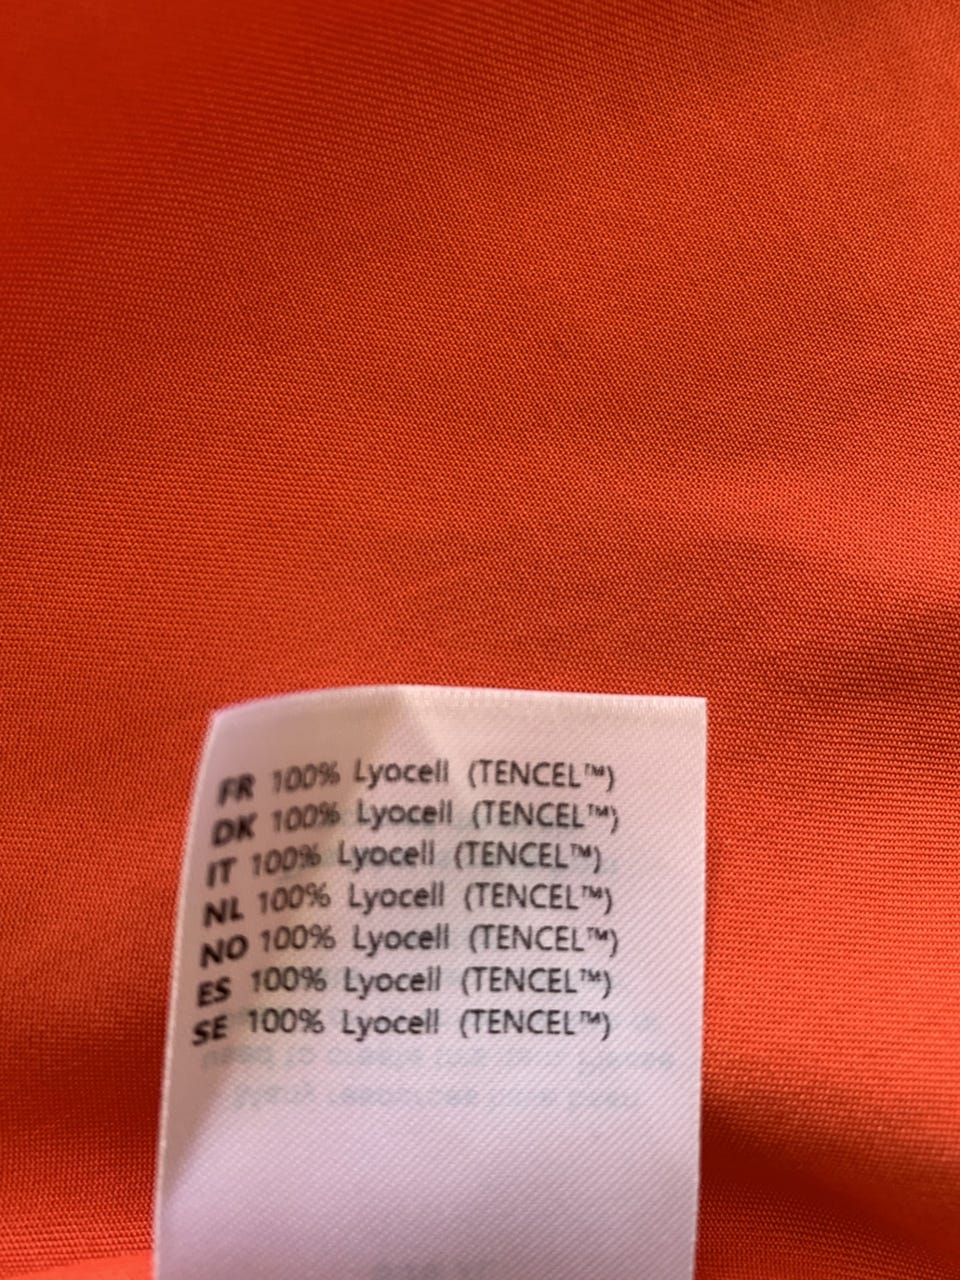 FR 100% Lyocell (TENCEL™)
DK 100% Lyocell (TENCEL™)
IT 100% Lyocell (TENCEL™)
NL 100% Lyocell (TENCEL™)
NO 100% Lyocell (TENCEL™)
ES 100% Lyocell (TENCEL™)
SE 100% Lyocell (TENCEL™)